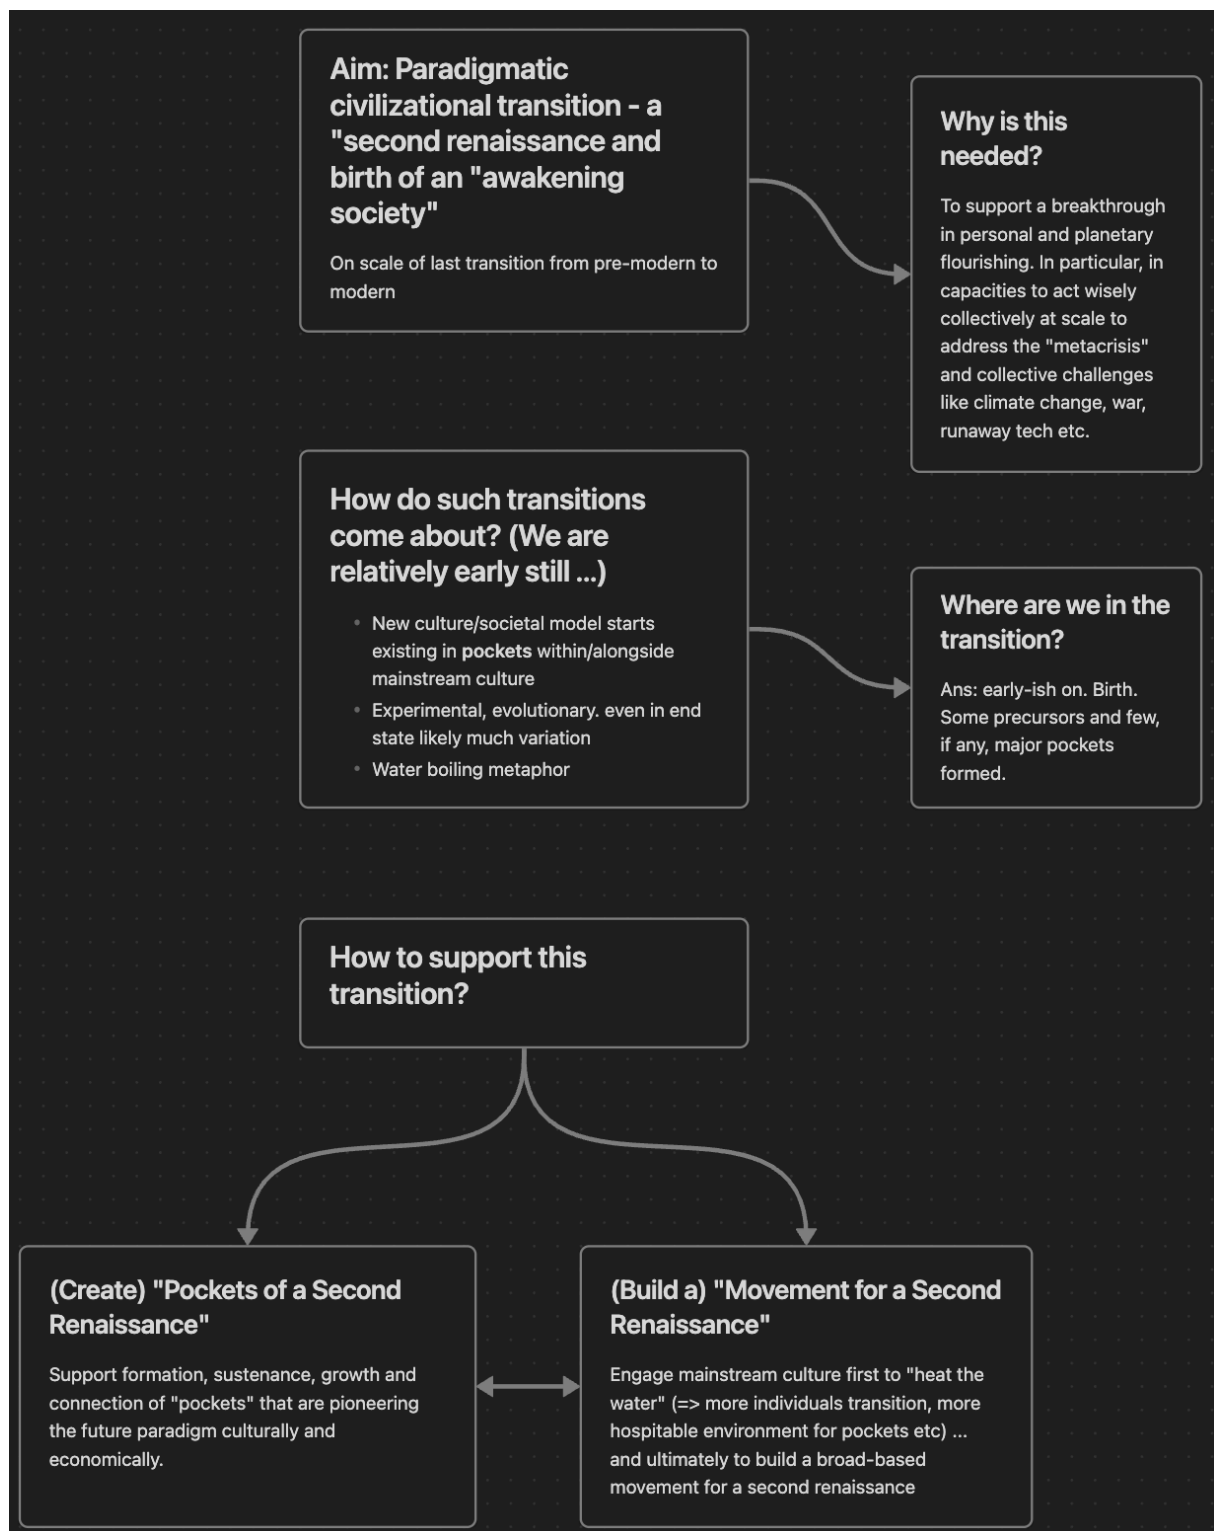 Aim: Paradigmatic
civilizational transition - a
"second renaissance and
birth of an "awakening
society"
On scale of last transition from pre-modern to
modern
Why is this
needed?
To support a breakthrough
in personal and planetary
flourishing. In particular, in
capacities to act wisely
collectively at scale to
address the "metacrisis"
and collective challenges
like climate change, war,
runaway tech etc.
How do such transitions
come about? (We are
relatively early still ...)
• New culture/societal model starts
existing in pockets within/alongside
mainstream culture
• Experimental, evolutionary. even in end
state likely much variation
• Water boiling metaphor
Where are we in the
transition?
Ans: early-ish on. Birth.
Some precursors and few,
if any, major pockets
formed.
How to support this
transition?
(Create) "Pockets of a Second
Renaissance"
Support formation, sustenance, growth and
connection of "pockets" that are pioneering
the future paradigm culturally and
economically.
(Build a) "Movement for a Second
Renaissance"
Engage mainstream culture first to "heat the
water" (=> more individuals transition, more
hospitable environment for pockets etc) ...
and ultimately to build a broad-based
movement for a second renaissance